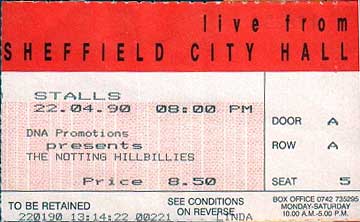 live from
SHEFFIELD CITY HALL
STALLS
22.04.90 08:00 PM
DNA Promotions
presents
THE NOTTING HILLBILLIES
Price 8.50
DOOR A
ROW A
SEAT 5
TO BE RETAINED
SEE CONDITIONS
ON REVERSE
BOX OFFICE 0742 735295
MONDAY-SATURDAY
10.00 A.M.-5.00 P.M.
220190 13:14:22 00221 LINDA